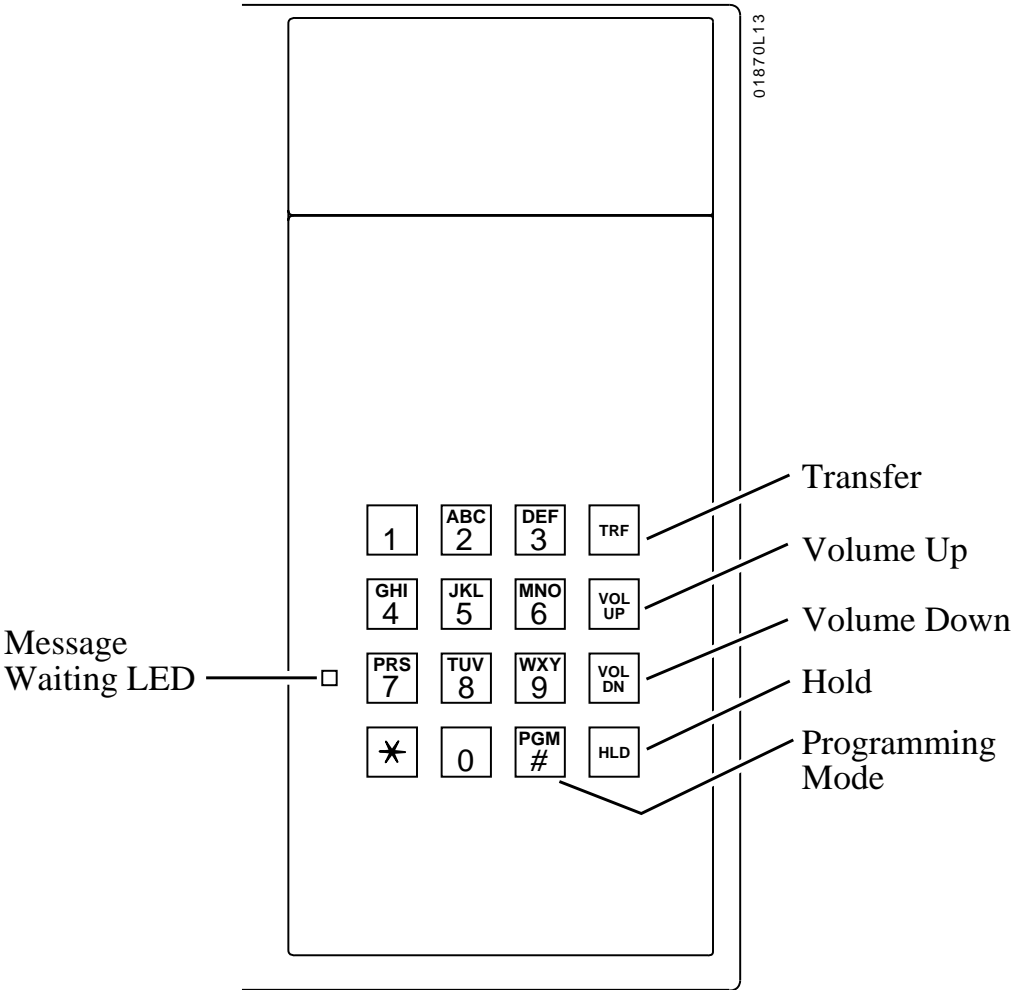 01870L13
Transfer
Volume Up
Volume Down
Hold
Programming
Mode
Message
Waiting LED
1
ABC
2
DEF
3
TRF
GHI
4
JKL
5
MNO
6
VOL
UP
PRS
7
TUV
8
WXY
9
VOL
DN
*
0
PGM
#
HLD